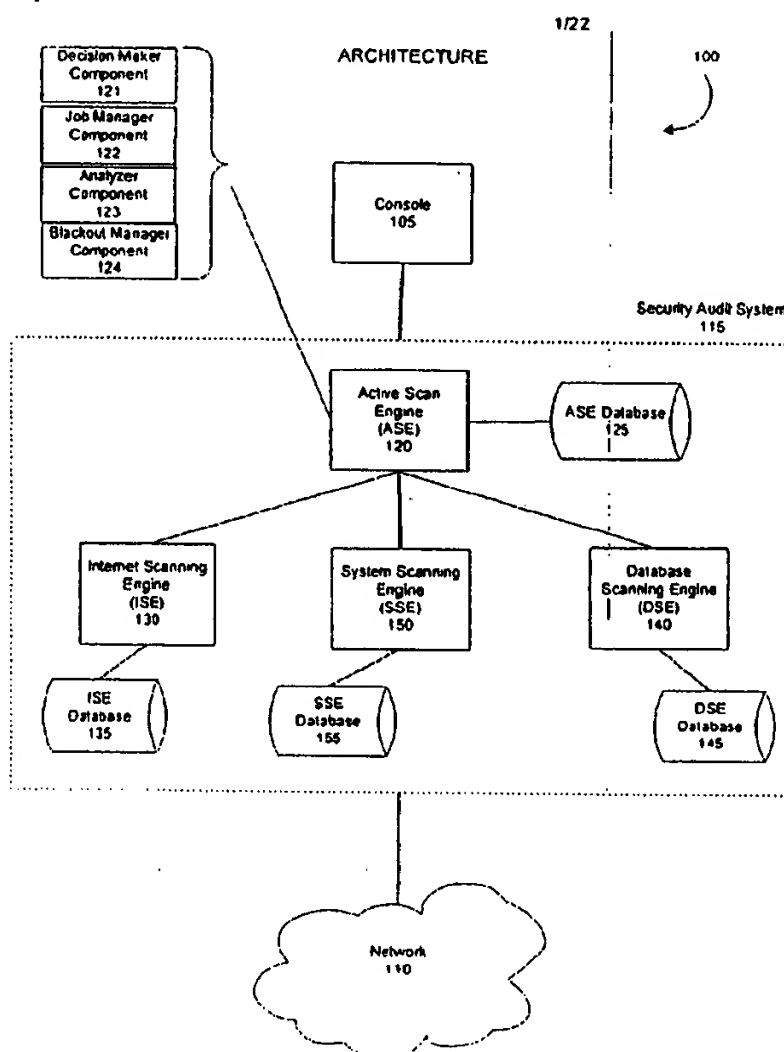 1/22
ARCHITECTURE
100
Decision Maker
Component
121
Job Manager
Component
122
Analyzer
Component
123
Blackout Manager
Component
124
Console
105
Security Audit System
115
Active Scan
Engine
(ASE)
120
ASE Database
125
Internet Scanning
Engine
(ISE)
130
System Scanning
Engine
(SSE)
150
Database
Scanning Engine
(DSE)
140
ISE
Database
135
SSE
Database
155
DSE
Database
145
Network
110